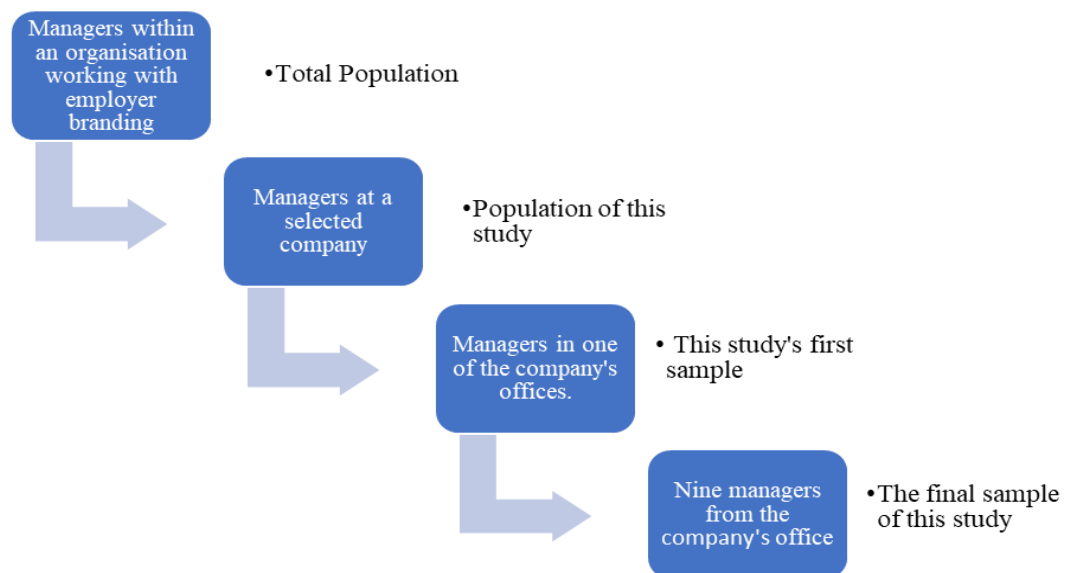 Managers within
an organisation
working with
employer
branding
•Total Population
Managers at a
selected
company
•Population of this
study
Managers in one
of the company's
offices.
• This study's first
sample
Nine managers
from the
company's office
•The final sample
of this study